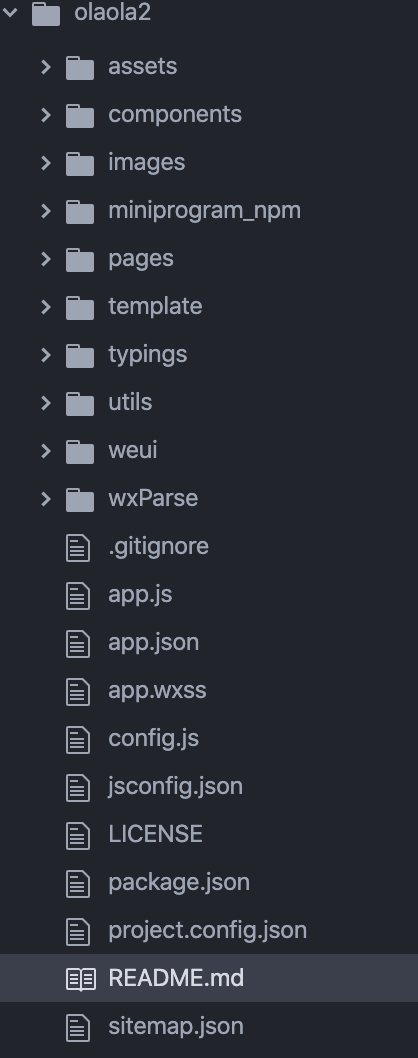 olaola2
assets
components
images
miniprogram_npm
pages
template
typings
utils
weui
wxParse
.gitignore
app.js
app.json
app.wxss
config.js
jsconfig.json
LICENSE
package.json
project.config.json
README.md
sitemap.json